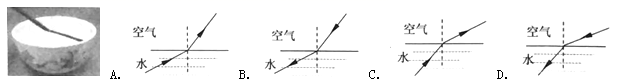 A. 空气 水 B. 空气 水 C. 空气 水 D. 空气 水